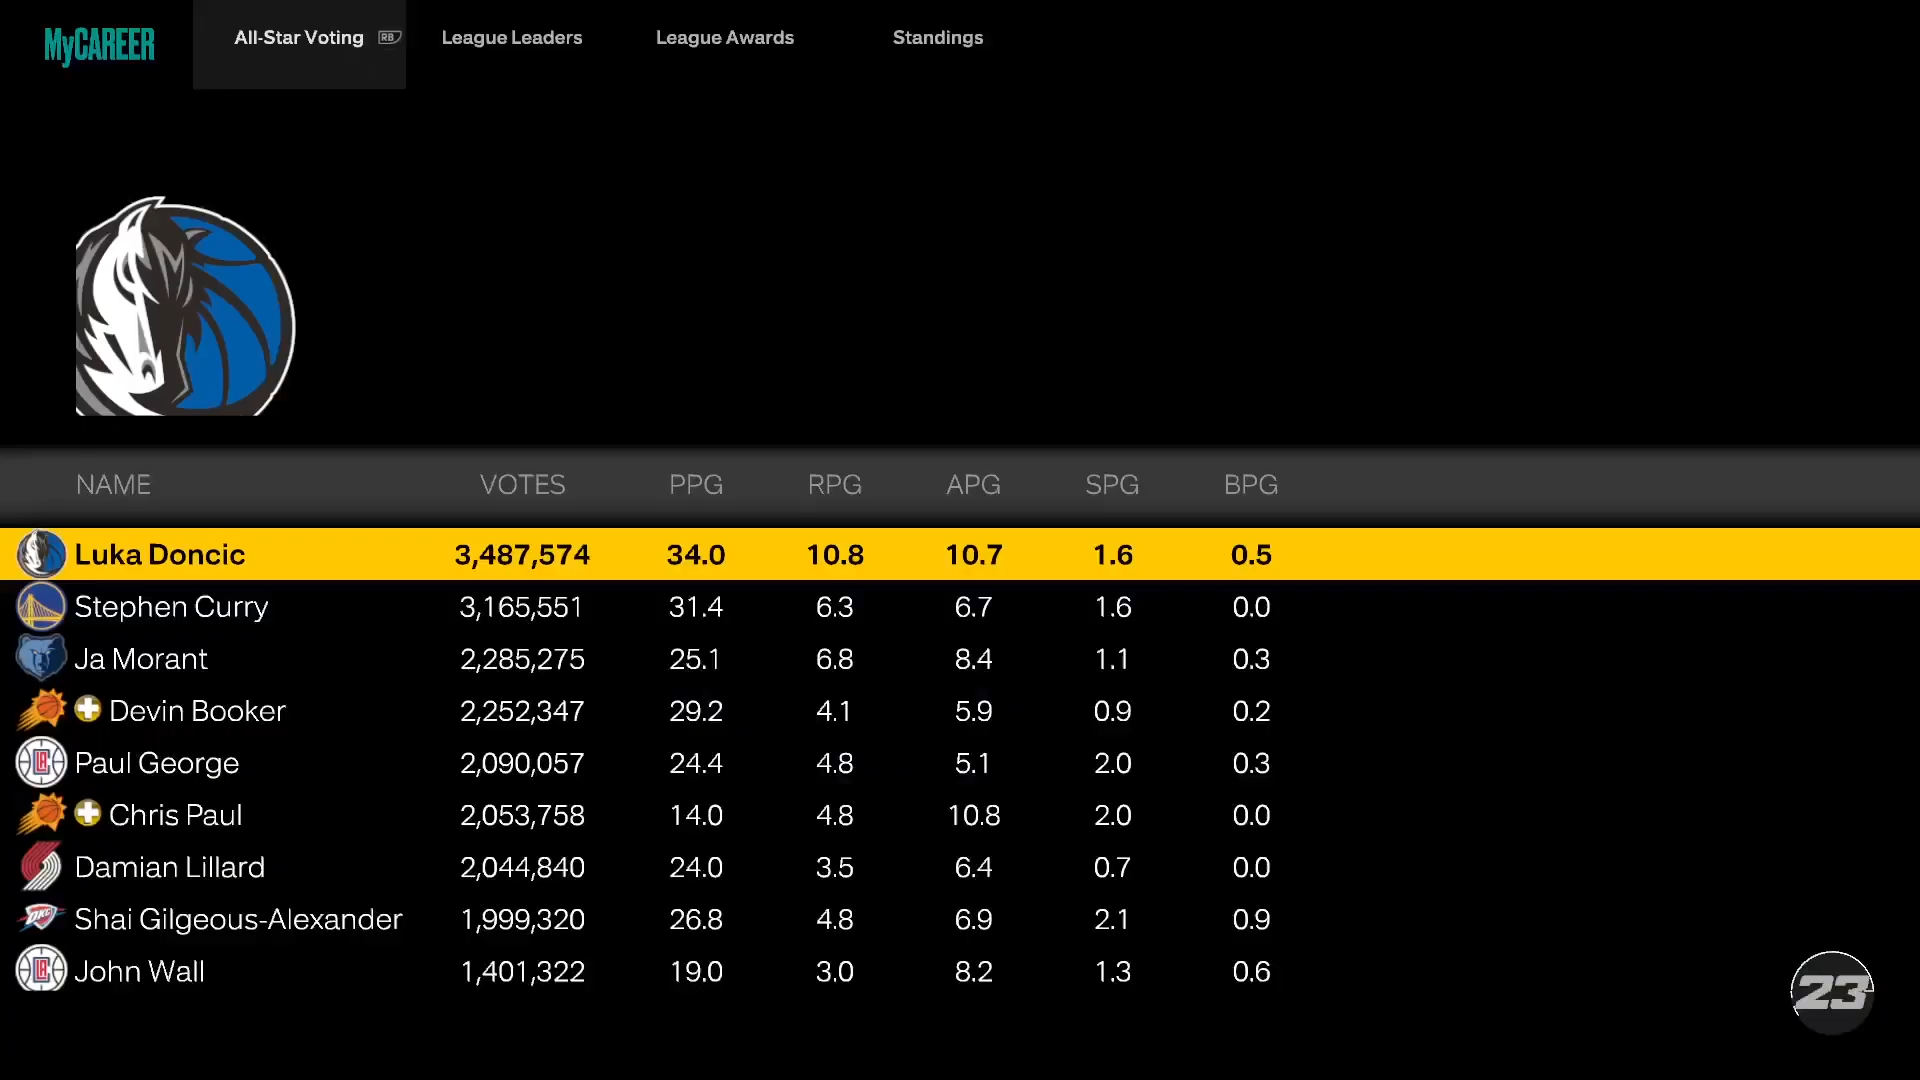 MyCAREER All-Star Voting RB League Leaders League Awards Standings
NAME VOTES PPG RPG APG SPG BPG
Luka Doncic 3,487,574 34.0 10.8 10.7 1.6 0.5
Stephen Curry 3,165,551 31.4 6.3 6.7 1.6 0.0
Ja Morant 2,285,275 25.1 6.8 8.4 1.1 0.3
Devin Booker 2,252,347 29.2 4.1 5.9 0.9 0.2
Paul George 2,090,057 24.4 4.8 5.1 2.0 0.3
Chris Paul 2,053,758 14.0 4.8 10.8 2.0 0.0
Damian Lillard 2,044,840 24.0 3.5 6.4 0.7 0.0
OKC Shai Gilgeous-Alexander 1,999,320 26.8 4.8 6.9 2.1 0.9
John Wall 1,401,322 19.0 3.0 8.2 1.3 0.6
23